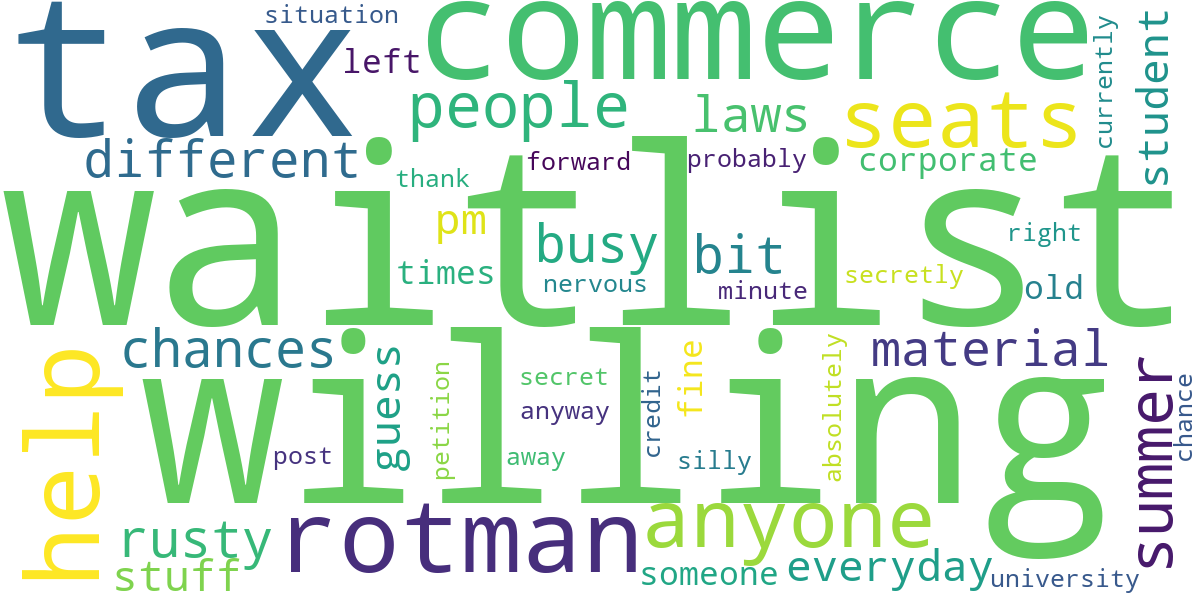 situation
tax
commerce
left
currently
student
people
laws
seats
different
forward
probably
corporate
thank
waitlist
pm
busy
bit
right
times
nervous
minute
secretly
old
chances
willing
material
help
guess
petition
secret
credit
fine
absolutely
summer
chance
anyway
post
away
silly
rusty
rotman
anyone
stuff
someone
everyday
university